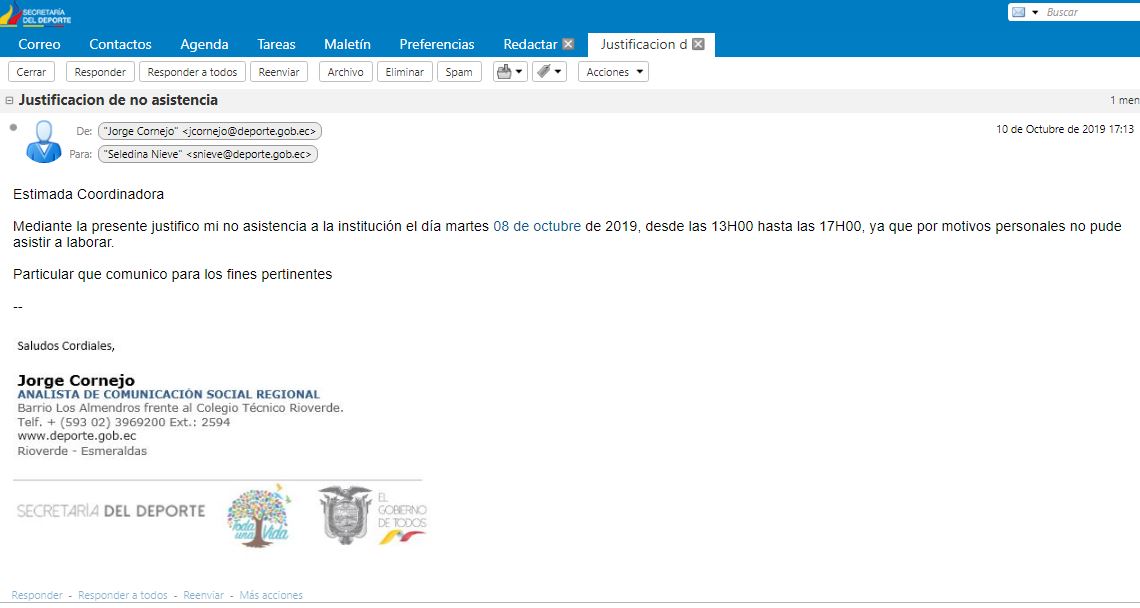 SECRETARÍA
DEL DEPORTE
Buscar
Correo Contactos Agenda Tareas Maletín Preferencias Redactar Justificacion d
Cerrar Responder Responder a todos Reenviar Archivo Eliminar Spam Acciones
Justificacion de no asistencia 1 men
De: "Jorge Cornejo" <jcornejo@deporte.gob.ec> 10 de Octubre de 2019 17:13
Para: "Seledina Nieve" <snieve@deporte.gob.ec>
Estimada Coordinadora
Mediante la presente justifico mi no asistencia a la institución el día martes 08 de octubre de 2019, desde las 13H00 hasta las 17H00, ya que por motivos personales no pude
asistir a laborar.
Particular que comunico para los fines pertinentes
--
Saludos Cordiales,
Jorge Cornejo
ANALISTA DE COMUNICACIÓN SOCIAL REGIONAL
Barrio Los Almendros frente al Colegio Técnico Rioverde.
Telf. + (593 02) 3969200 Ext.: 2594
www.deporte.gob.ec
Rioverde - Esmeraldas
SECRETARÍA DEL DEPORTE
Toda
una Vida
EL
GOBIERNO
DE TODOS
Responder - Responder a todos - Reenviar - Más acciones